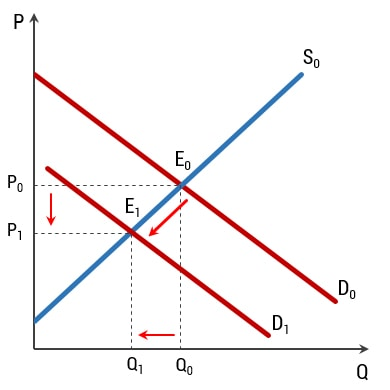 P
S₀
E₀
P₀
E₁
P₁
D₀
D₁
Q₁ Q₀
Q